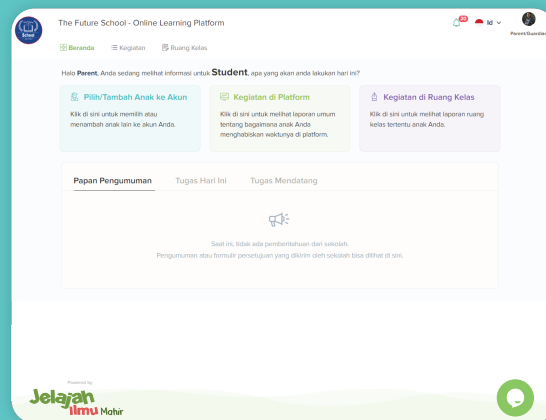 The Future School - Online Learning Platform
Id
Parent/Guardian
Beranda Kegiatan Ruang Kelas
Halo Parent, Anda sedang melihat informasi untuk Student, apa yang akan anda lakukan hari ini?
Pilih/Tambah Anak ke Akun
Klik di sini untuk memilih atau
menambah anak lain ke akun Anda.
Kegiatan di Platform
Klik di sini untuk melihat laporan umum
tentang bagaimana anak Anda
menghabiskan waktunya di platform.
Kegiatan di Ruang Kelas
Klik di sini untuk melihat laporan ruang
kelas tertentu anak Anda.
Papan Pengumuman Tugas Hari Ini Tugas Mendatang
Saat ini, tidak ada pemberitahuan dari sekolah.
Pengumuman atau formulir persetujuan yang dikirim oleh sekolah bisa dilihat di sini.
Powered by
Jelajah
Ilmu Mahir